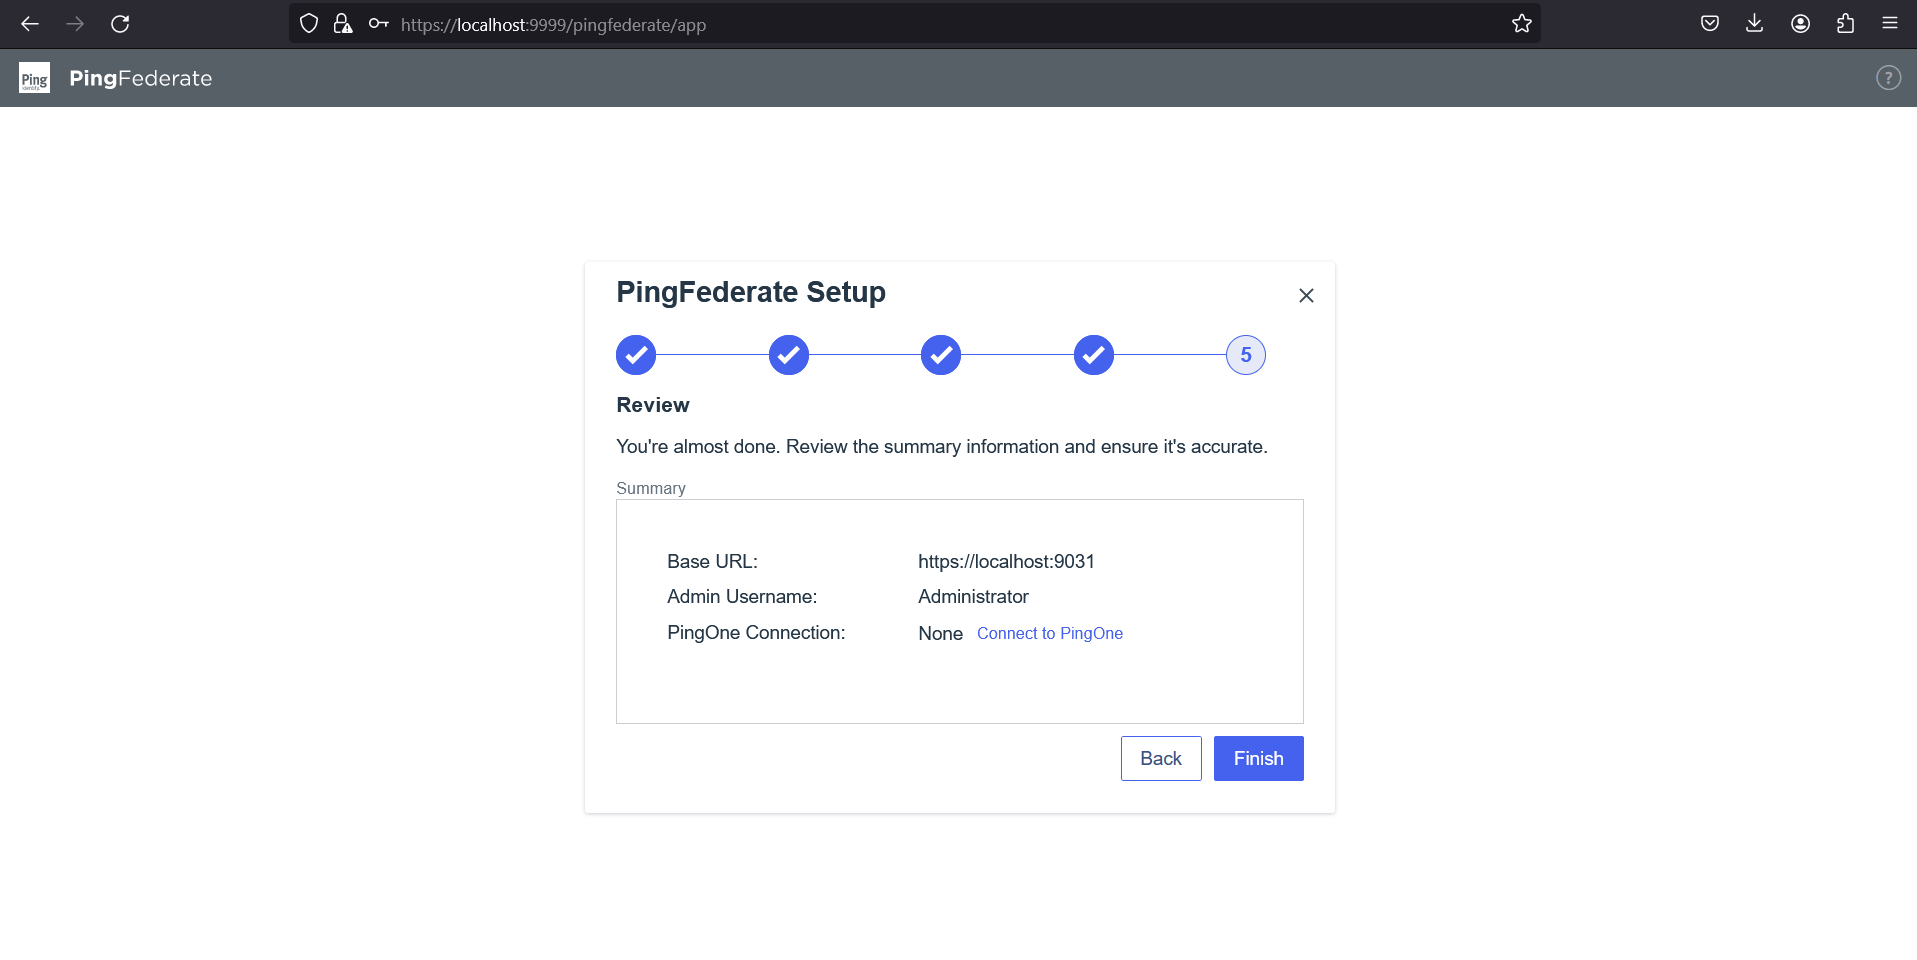 https://localhost:9999/pingfederate/app
Ping
PingFederate
?
PingFederate Setup
5
Review
You're almost done. Review the summary information and ensure it's accurate.
Summary
Base URL: https://localhost:9031
Admin Username: Administrator
PingOne Connection: None Connect to PingOne
Back Finish